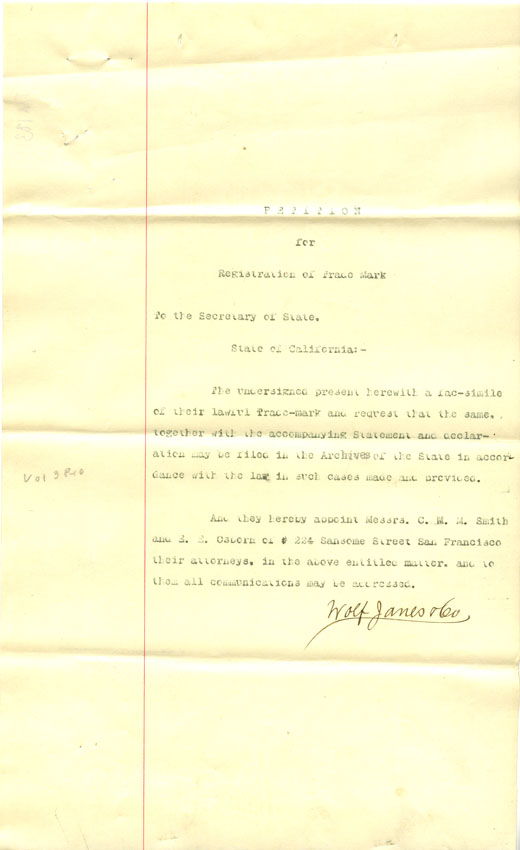 PETITION
for
Registration of Trade Mark
To the Secretary of State,
State of California:-
The undersigned present herewith a fac-simile
of their lawful trade-mark and request that the same,
together with the accompanying Statement and declar-
ation may be filed in the Archives of the State in accor-
dance with the law in such cases made and provided.
Vol 3
And they hereby appoint Messrs. C. W. M. Smith
and E. E. Osborn of # 224 Sansome Street San Francisco
their attorneys, in the above entitled matter, and to
them all communications may be addressed.
Wolf Janes & Co,